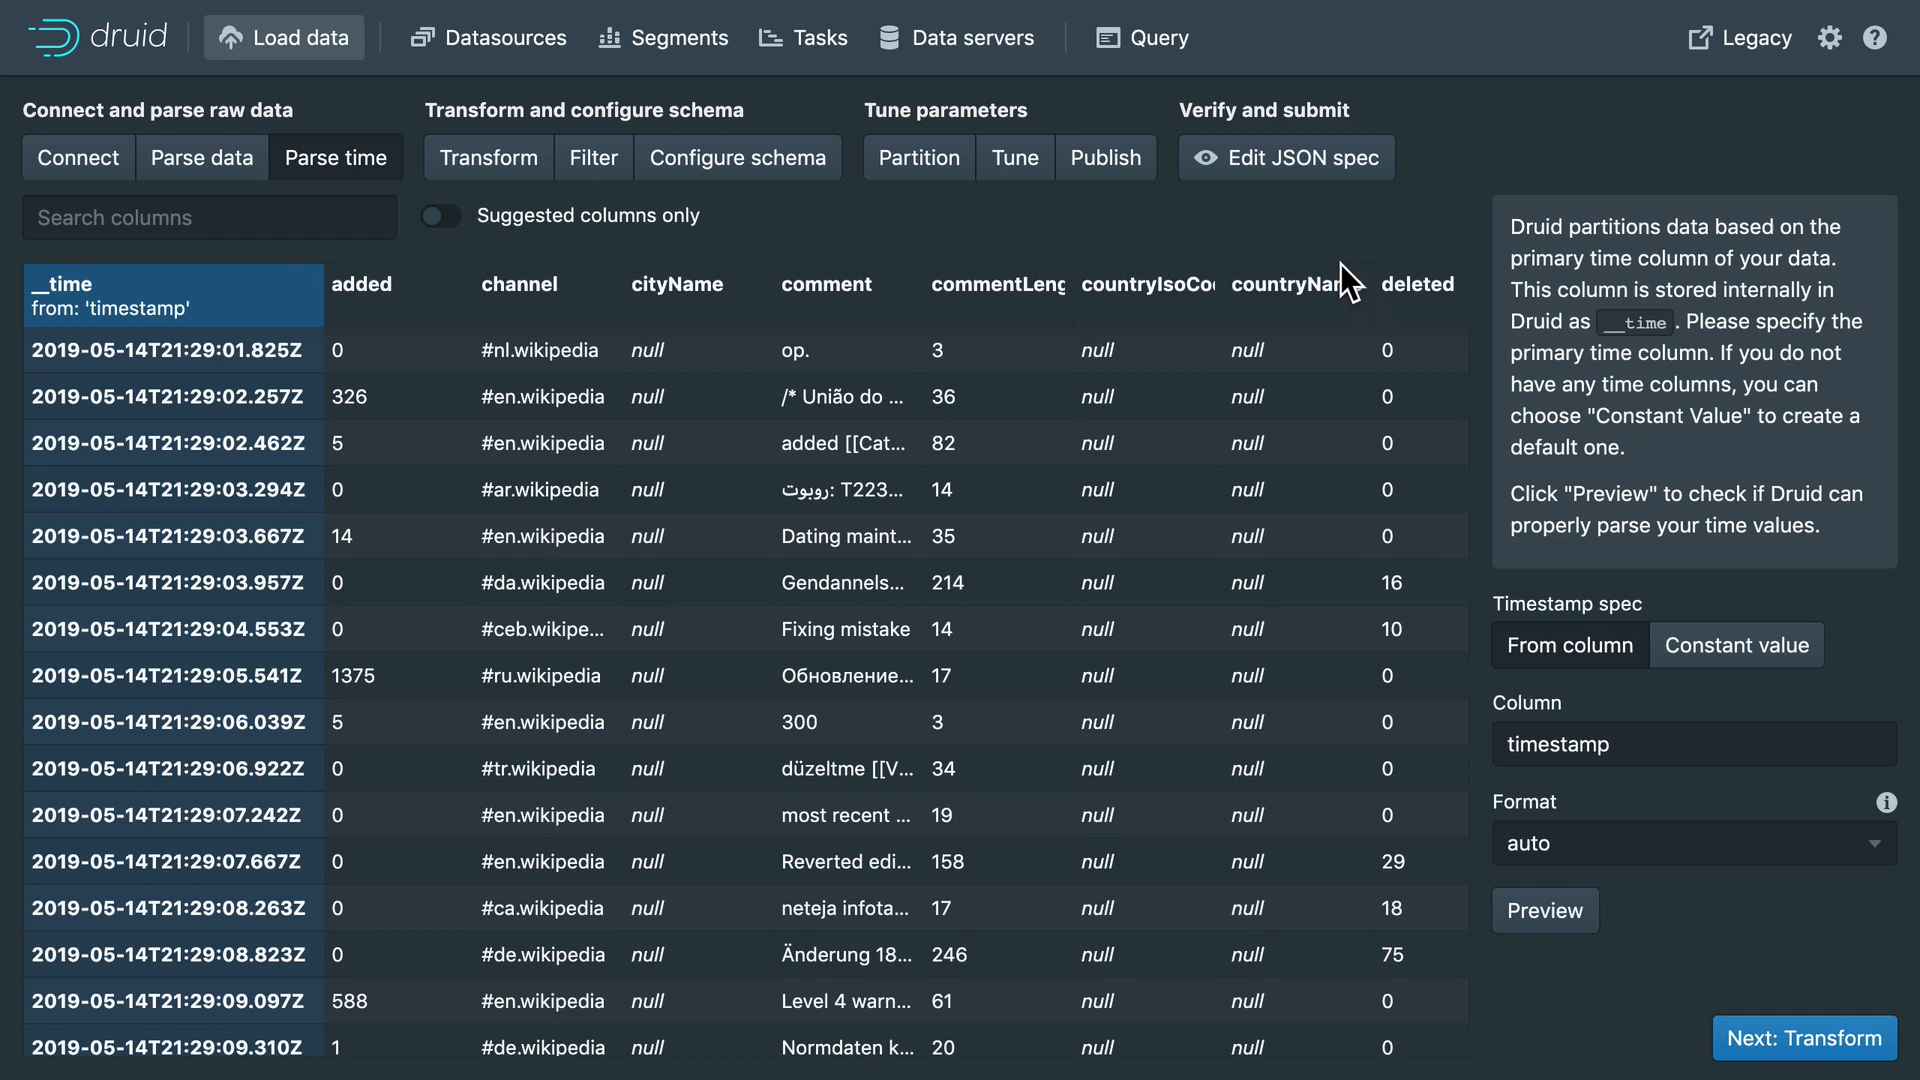 druid
Load data
Datasources
Segments
Tasks
Data servers
Query
Legacy
Connect and parse raw data
Transform and configure schema
Tune parameters
Verify and submit
Connect
Parse data
Parse time
Transform
Filter
Configure schema
Partition
Tune
Publish
Edit JSON spec
Search columns
Suggested columns only
__time added channel cityName comment commentLeng countryIsoCo countryNa deleted
from: 'timestamp'
2019-05-14T21:29:01.825Z 0 #nl.wikipedia null op. 3 null null 0
2019-05-14T21:29:02.257Z 326 #en.wikipedia null /* União do ... 36 null null 0
2019-05-14T21:29:02.462Z 5 #en.wikipedia null added [[Cat... 82 null null 0
2019-05-14T21:29:03.294Z 0 #ar.wikipedia null روبوت: T223... 14 null null 0
2019-05-14T21:29:03.667Z 14 #en.wikipedia null Dating maint... 35 null null 0
2019-05-14T21:29:03.957Z 0 #da.wikipedia null Gendannels... 214 null null 16
2019-05-14T21:29:04.553Z 0 #ceb.wikipe... null Fixing mistake 14 null null 10
2019-05-14T21:29:05.541Z 1375 #ru.wikipedia null Обновление... 17 null null 0
2019-05-14T21:29:06.039Z 5 #en.wikipedia null 300 3 null null 0
2019-05-14T21:29:06.922Z 0 #tr.wikipedia null düzeltme [[V... 34 null null 0
2019-05-14T21:29:07.242Z 0 #en.wikipedia null most recent ... 19 null null 0
2019-05-14T21:29:07.667Z 0 #en.wikipedia null Reverted edi... 158 null null 29
2019-05-14T21:29:08.263Z 0 #ca.wikipedia null neteja infota... 17 null null 18
2019-05-14T21:29:08.823Z 0 #de.wikipedia null Änderung 18... 246 null null 75
2019-05-14T21:29:09.097Z 588 #en.wikipedia null Level 4 warn... 61 null null 0
2019-05-14T21:29:09.310Z 1 #de.wikipedia null Normdaten k... 20 null null 0
Druid partitions data based on the
primary time column of your data.
This column is stored internally in
Druid as __time . Please specify the
primary time column. If you do not
have any time columns, you can
choose "Constant Value" to create a
default one.
Click "Preview" to check if Druid can
properly parse your time values.
Timestamp spec
From column
Constant value
Column
timestamp
Format
auto
Preview
Next: Transform